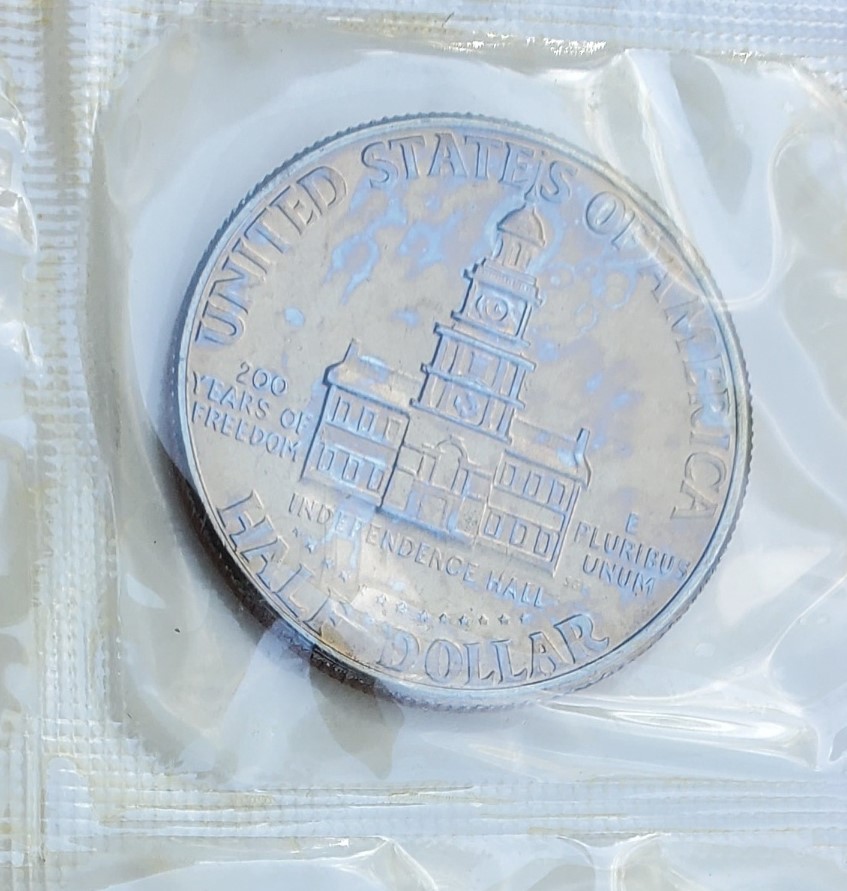 UNITED STATES OF AMERICA
200
YEARS OF
FREEDOM
E
PLURIBUS
UNUM
INDEPENDENCE HALL
HALF DOLLAR